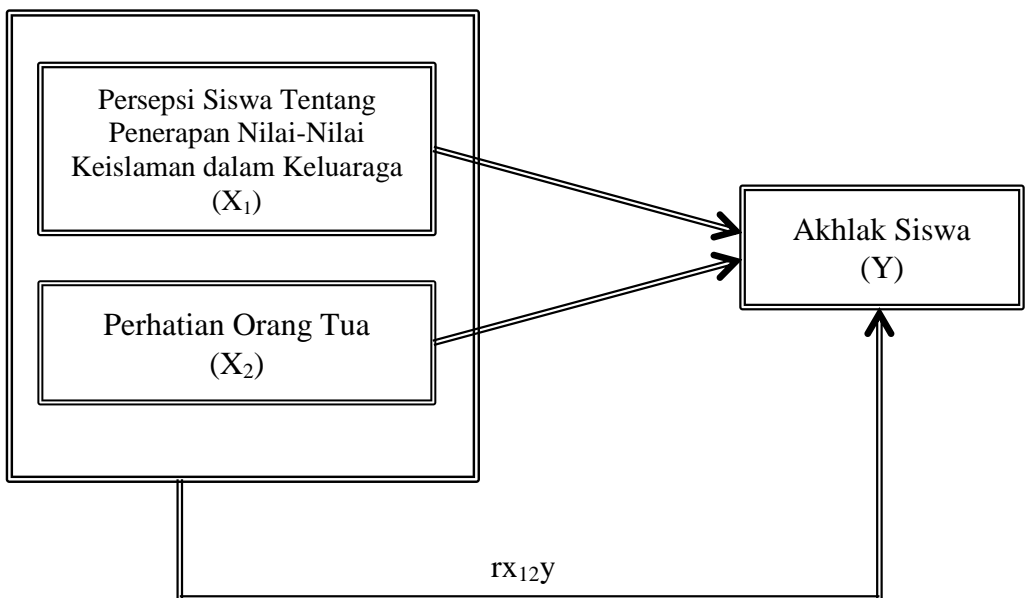 Persepsi Siswa Tentang
Penerapan Nilai-Nilai
Keislaman dalam Keluaraga
(X₁)
Perhatian Orang Tua
(X₂)
Akhlak Siswa
(Y)
rx₁₂y